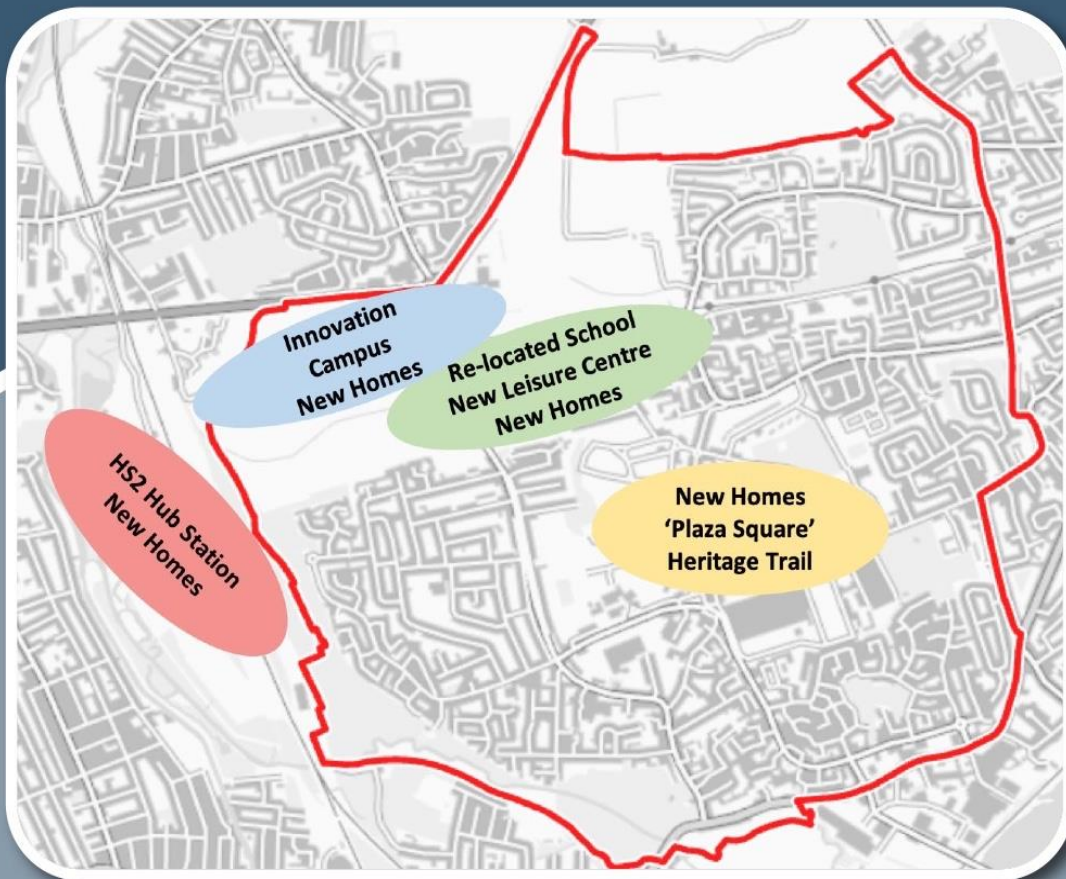 Innovation
Campus
New Homes
Re-located School
New Leisure Centre
New Homes
HS2 Hub Station
New Homes
New Homes
‘Plaza Square’
Heritage Trail